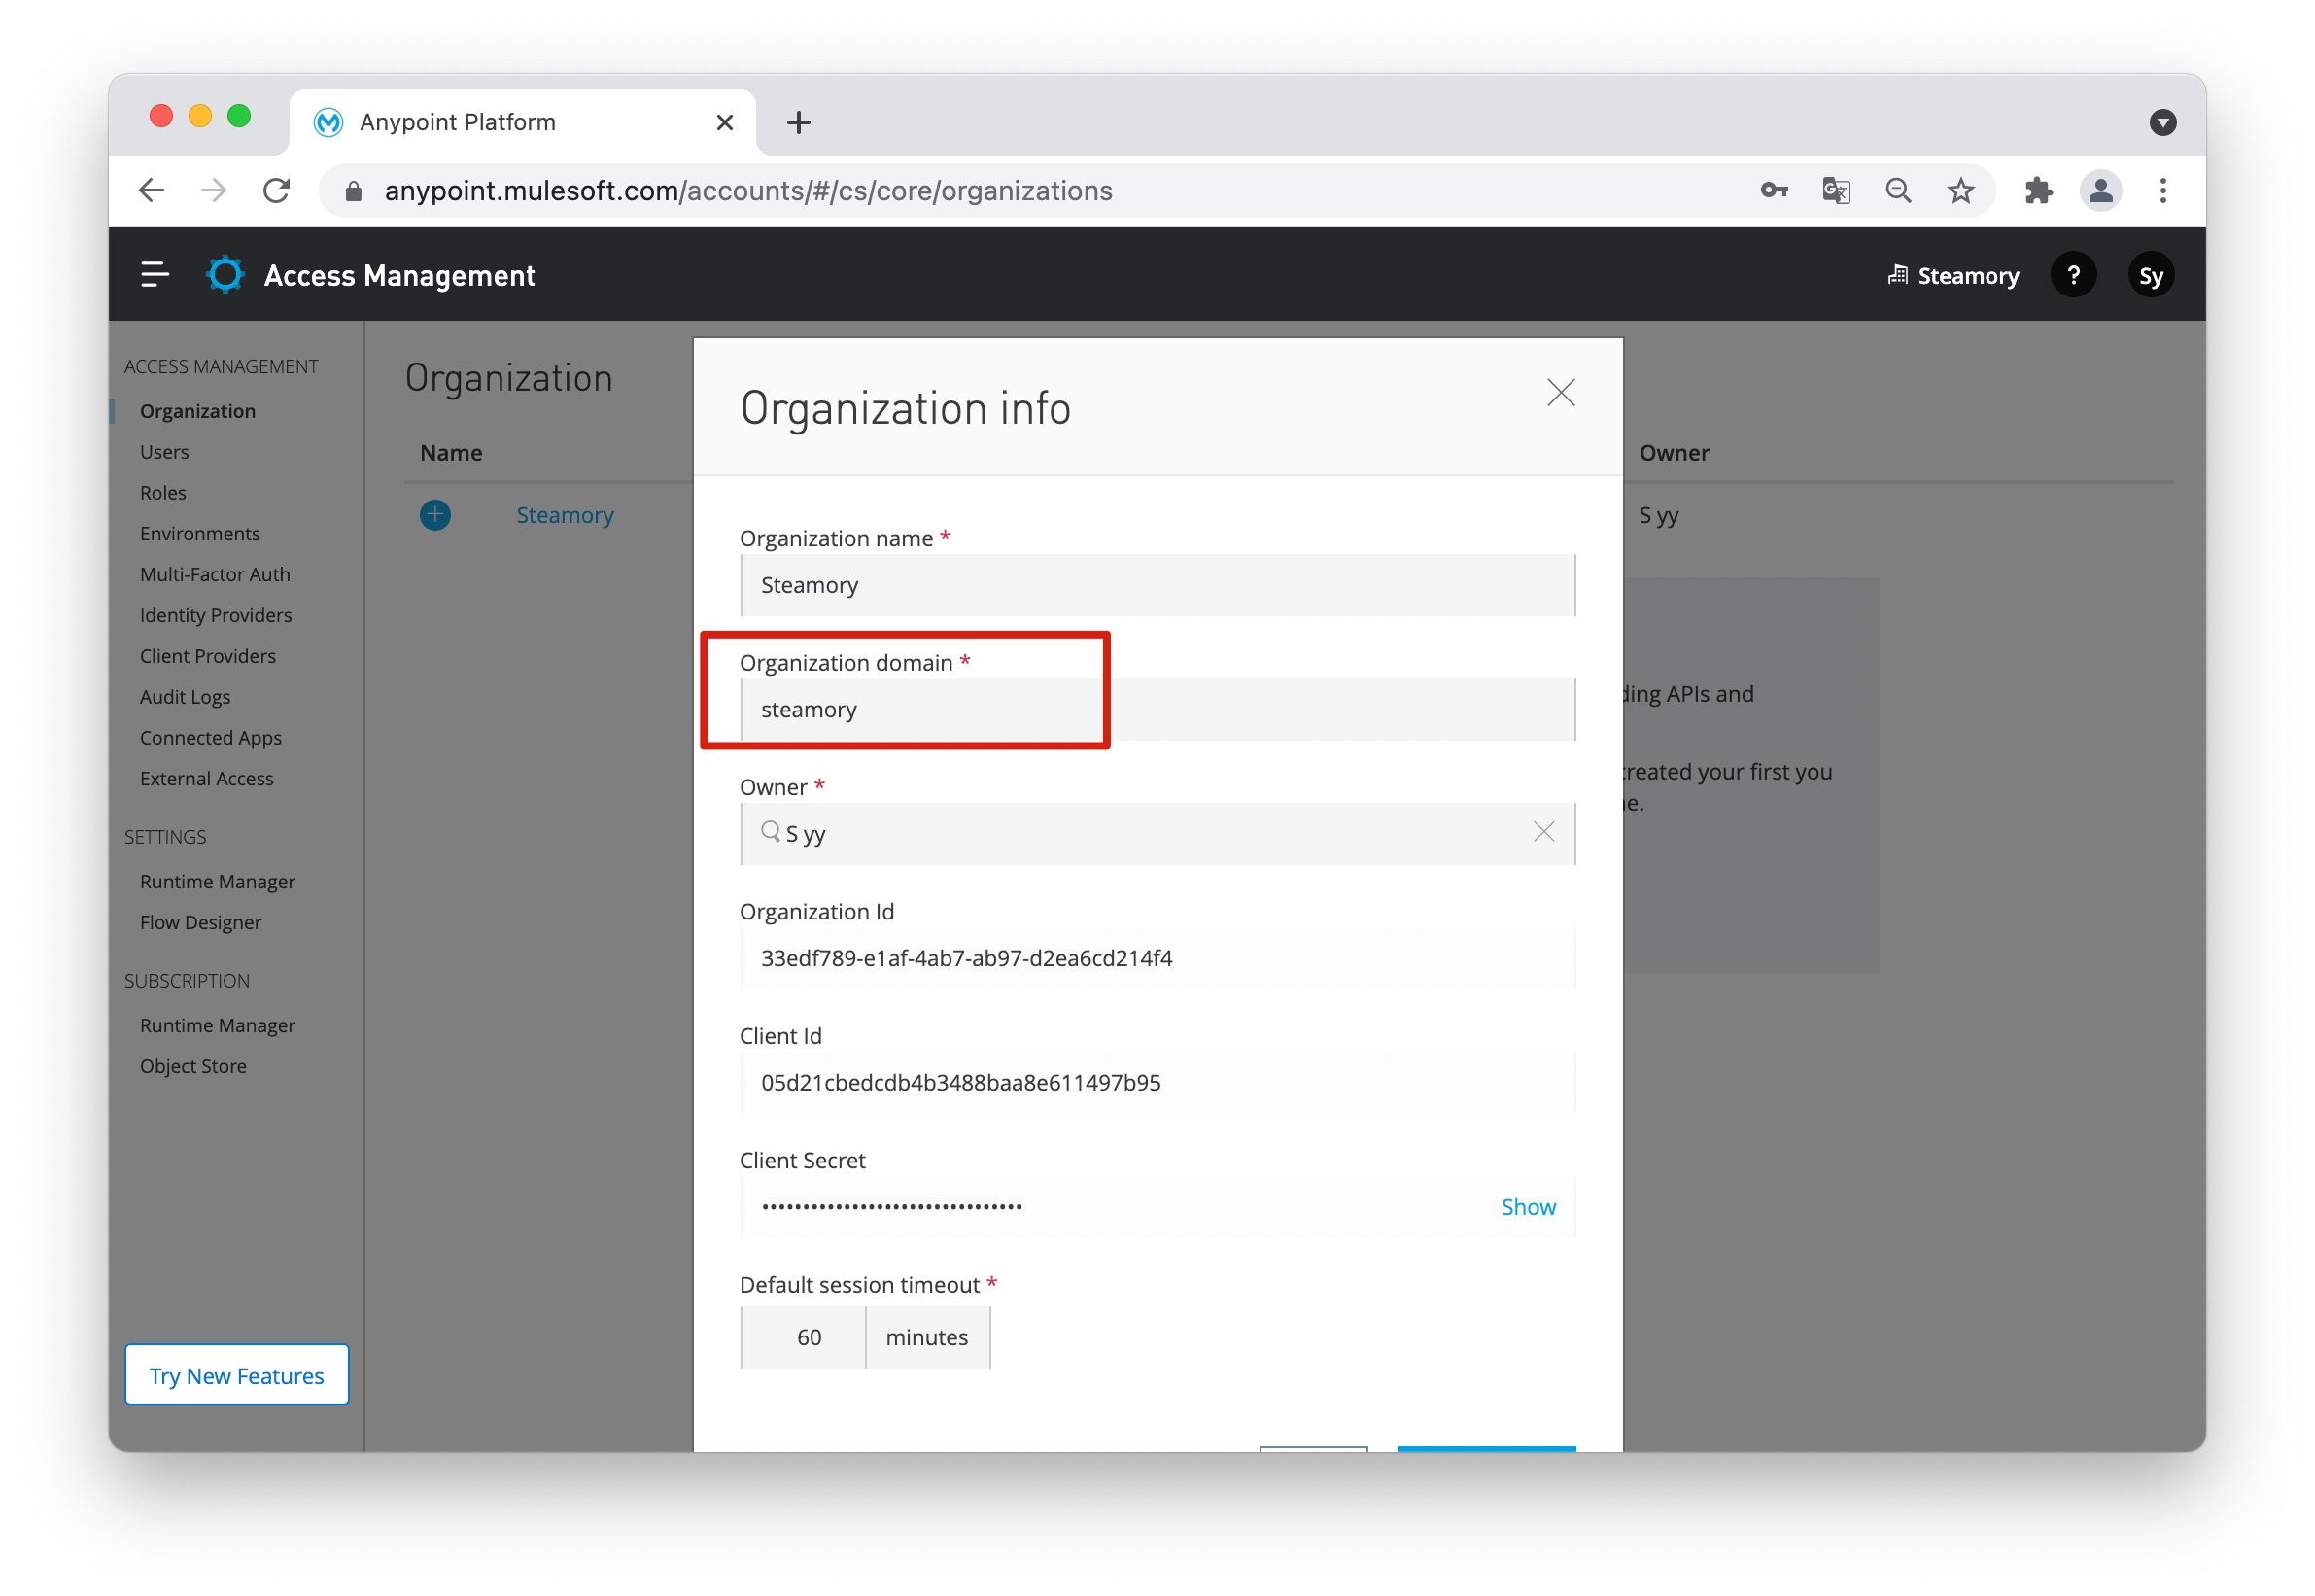 Anypoint Platform
anypoint.mulesoft.com/accounts/#/cs/core/organizations
Access Management
Steamory
?
Sy
ACCESS MANAGEMENT
Organization
Users
Roles
Environments
Multi-Factor Auth
Identity Providers
Client Providers
Audit Logs
Connected Apps
External Access
SETTINGS
Runtime Manager
Flow Designer
SUBSCRIPTION
Runtime Manager
Object Store
Try New Features
Organization
Name
Steamory
Organization info
Organization name *
Steamory
Organization domain *
steamory
Owner *
S yy
Organization Id
33edf789-e1af-4ab7-ab97-d2ea6cd214f4
Client Id
05d21cbedcdb4b3488baa8e611497b95
Client Secret
••••••••••••••••••••••••••••••••
Show
Default session timeout *
60 minutes
Owner
S yy
APIs and
your first you